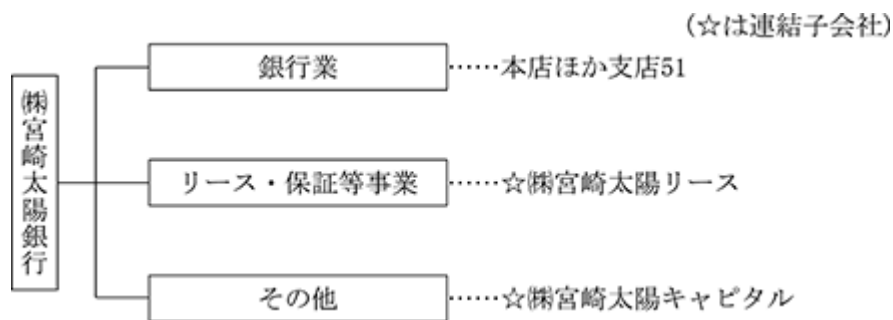 (☆は連結子会社)
㈱宮崎太陽銀行
銀行業……本店ほか支店51
リース・保証等事業……☆㈱宮崎太陽リース
その他……☆㈱宮崎太陽キャピタル